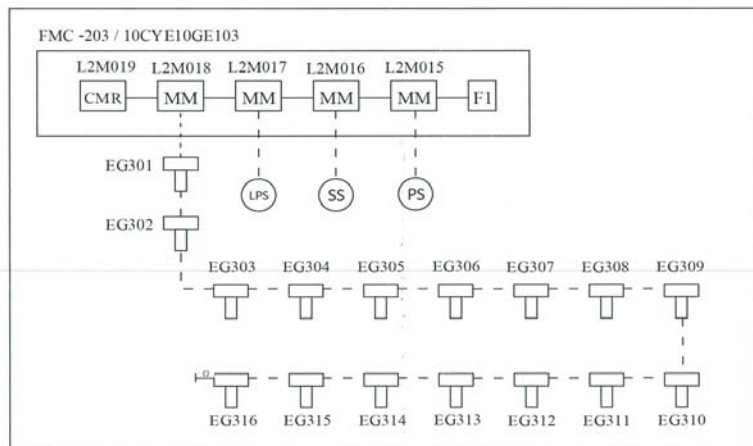 FMC -203 / 10CYE10GE103
L2M019 L2M018 L2M017 L2M016 L2M015
CMR MM MM MM MM F1
EG301
LPS SS PS
EG302
EG303 EG304 EG305 EG306 EG307 EG308 EG309
EG316 EG315 EG314 EG313 EG312 EG311 EG310